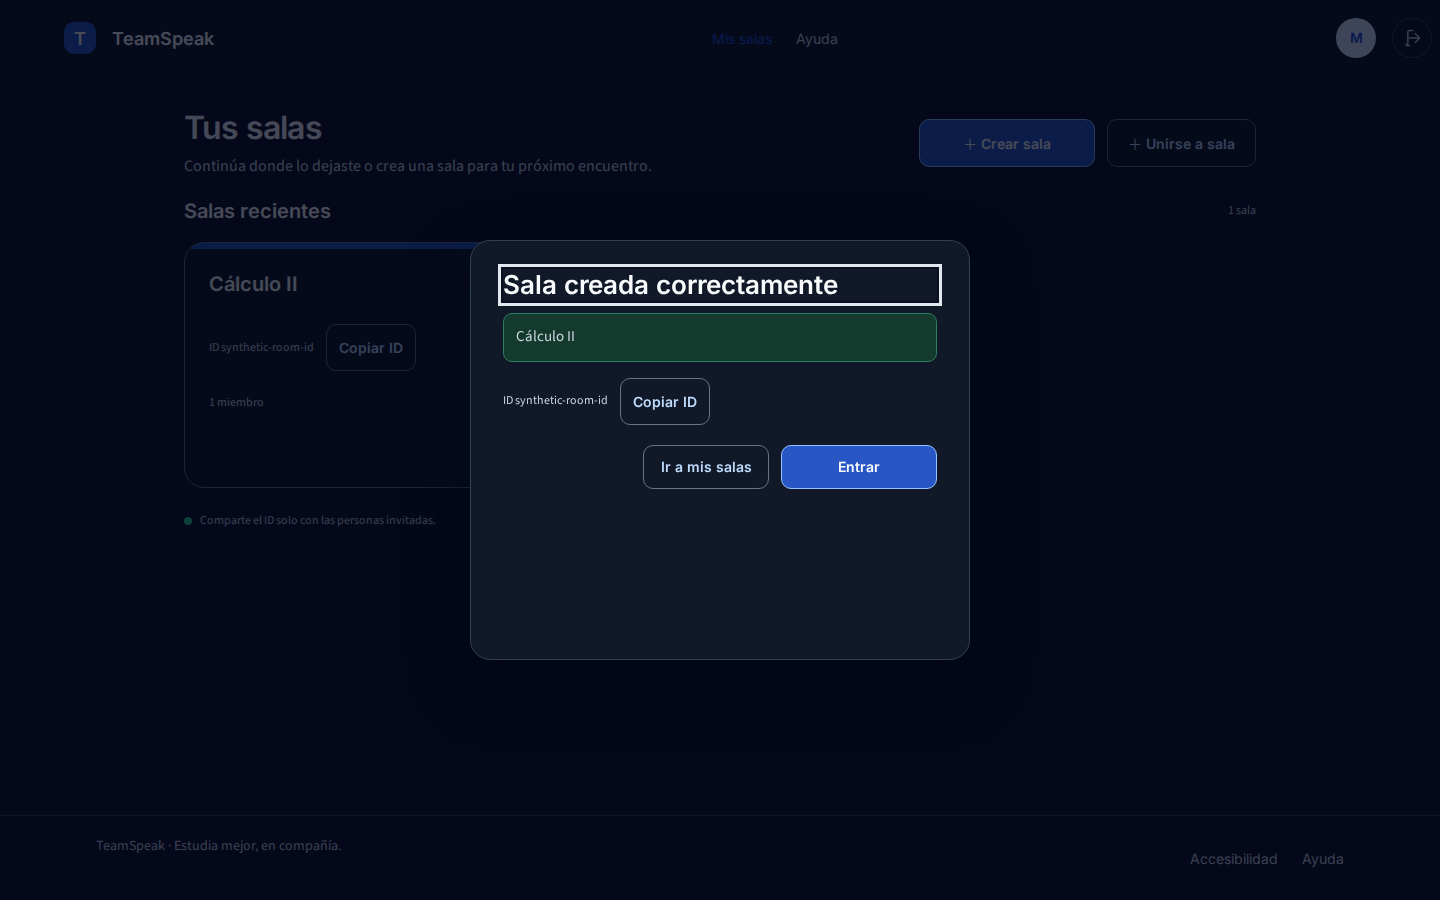 T TeamSpeak
Mis salas Ayuda
M
Tus salas
Continúa donde lo dejaste o crea una sala para tu próximo encuentro.
+ Crear sala
+ Unirse a sala
Salas recientes
1 sala
Cálculo II
ID synthetic-room-id
Copiar ID
1 miembro
Comparte el ID solo con las personas invitadas.
Sala creada correctamente
Cálculo II
ID synthetic-room-id
Copiar ID
Ir a mis salas
Entrar
TeamSpeak · Estudia mejor, en compañía.
Accesibilidad Ayuda